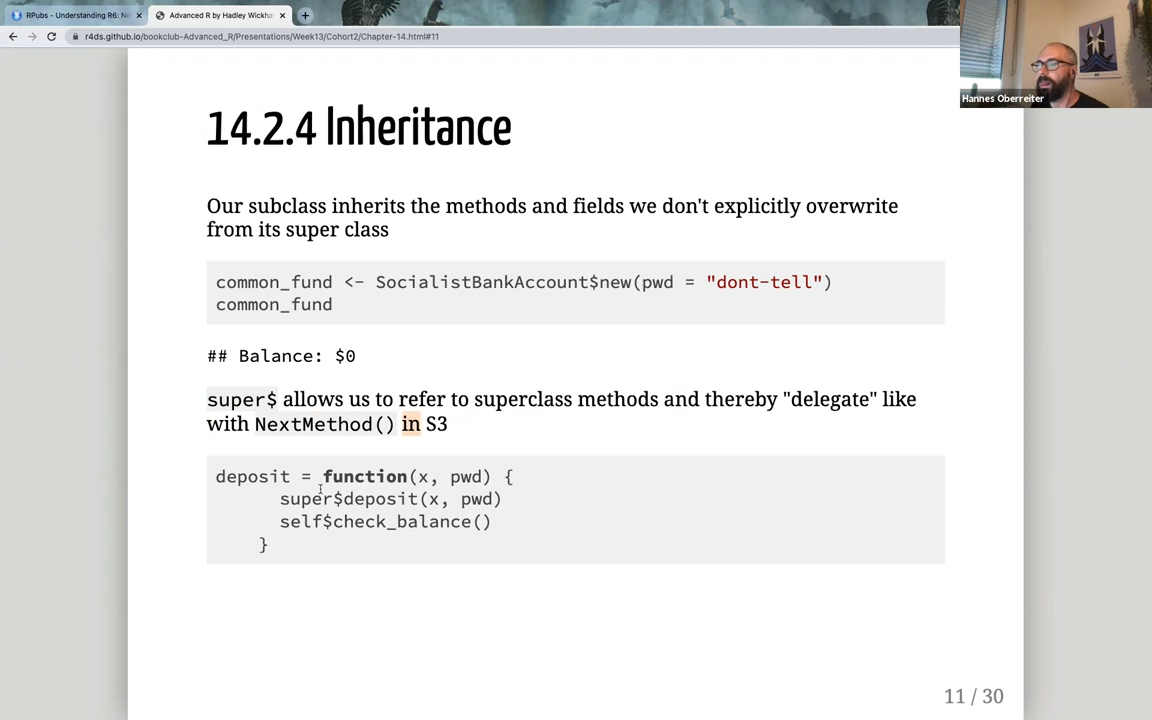 RPubs - Understanding R6: Ne
Advanced R by Hadley Wickha
r4ds.github.io/bookclub-Advanced_R/Presentations/Week13/Cohort2/Chapter-14.html#11
Hannes Oberreiter
14.2.4 Inheritance
Our subclass inherits the methods and fields we don't explicitly overwrite
from its super class
common_fund <- SocialistBankAccount$new(pwd = "dont-tell")
common_fund
## Balance: $0
super$ allows us to refer to superclass methods and thereby "delegate" like
with NextMethod() in S3
deposit = function(x, pwd) {
super$deposit(x, pwd)
self$check_balance()
}
11 / 30